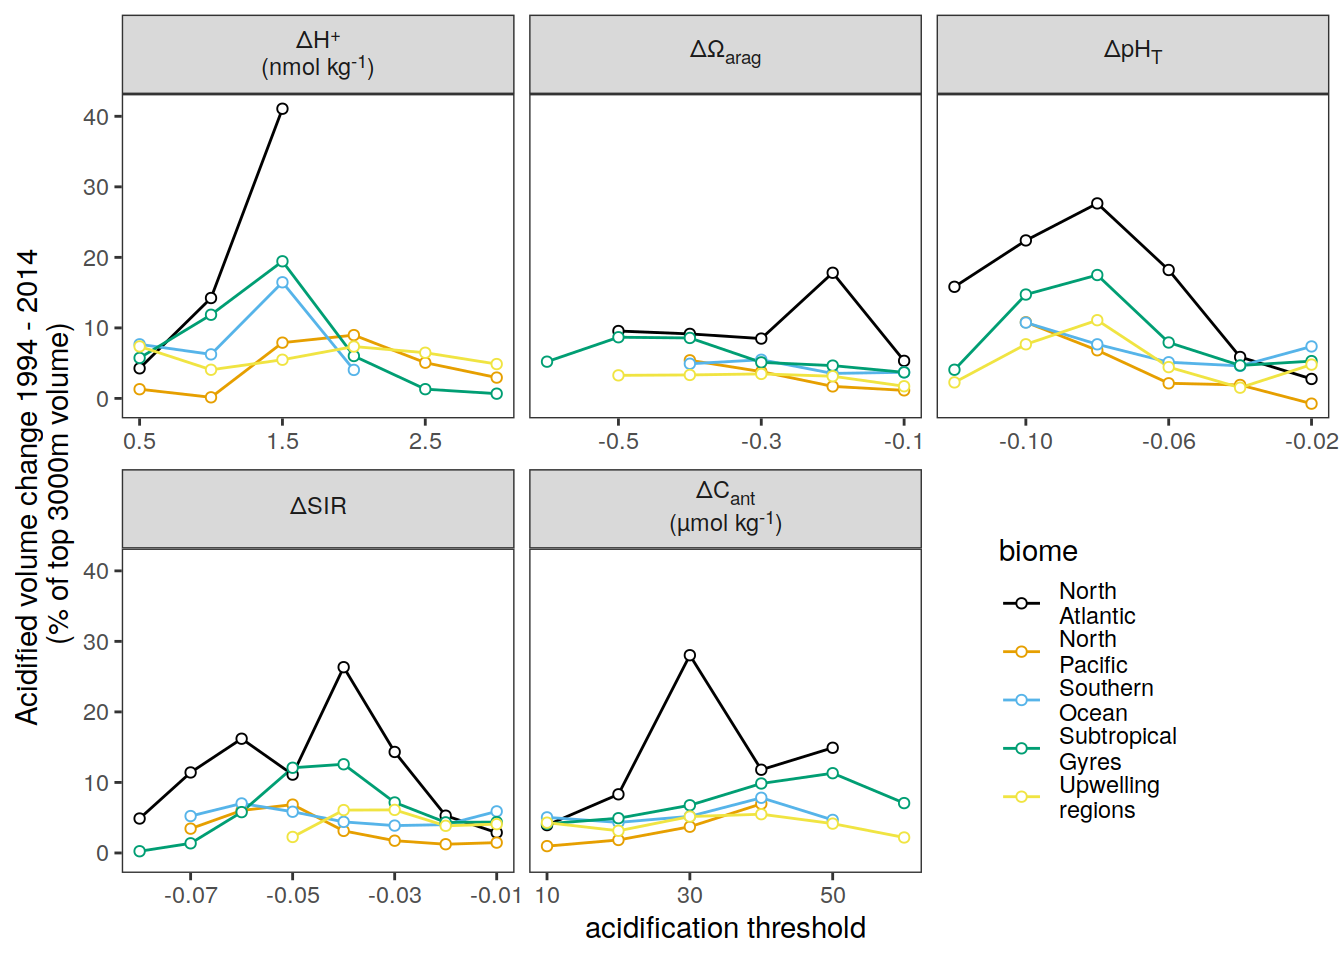 ΔH⁺
(nmol kg⁻¹)
ΔΩarag
ΔpHT
40
30
20
10
0
0.5 1.5 2.5
-0.5 -0.3 -0.1
-0.10 -0.06 -0.02
Acidified volume change 1994 - 2014
(% of top 3000m volume)
ΔSIR
ΔCant
(μmol kg⁻¹)
40
30
20
10
0
-0.07 -0.05 -0.03 -0.01
10 30 50
acidification threshold
biome
North
Atlantic
North
Pacific
Southern
Ocean
Subtropical
Gyres
Upwelling
regions